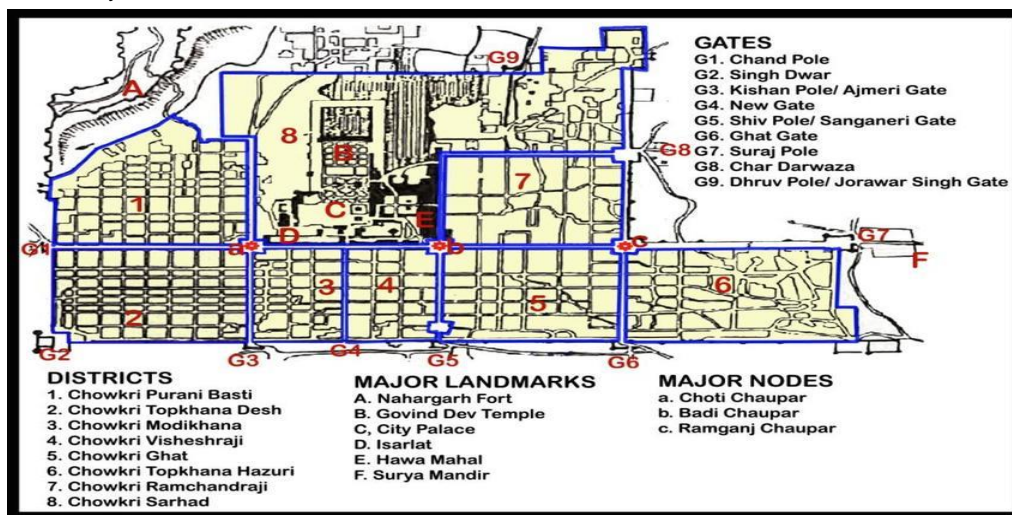 GATES
G1. Chand Pole
G2. Singh Dwar
G3. Kishan Pole/ Ajmeri Gate
G4. New Gate
G5. Shiv Pole/ Sanganeri Gate
G6. Ghat Gate
G7. Suraj Pole
G8. Char Darwaza
G9. Dhruv Pole/ Jorawar Singh Gate
G9
A
8
B
G8
7
1
C
E
D
G7
G1
a
b
c
F
3
4
6
5
2
G2
G3
G4
G5
G6
DISTRICTS
1. Chowkri Purani Basti
2. Chowkri Topkhana Desh
3. Chowkri Modikhana
4. Chowkri Visheshraji
5. Chowkri Ghat
6. Chowkri Topkhana Hazuri
7. Chowkri Ramchandraji
8. Chowkri Sarhad
MAJOR LANDMARKS
A. Nahargarh Fort
B. Govind Dev Temple
C, City Palace
D. Isarlat
E. Hawa Mahal
F. Surya Mandir
MAJOR NODES
a. Choti Chaupar
b. Badi Chaupar
c. Ramganj Chaupar